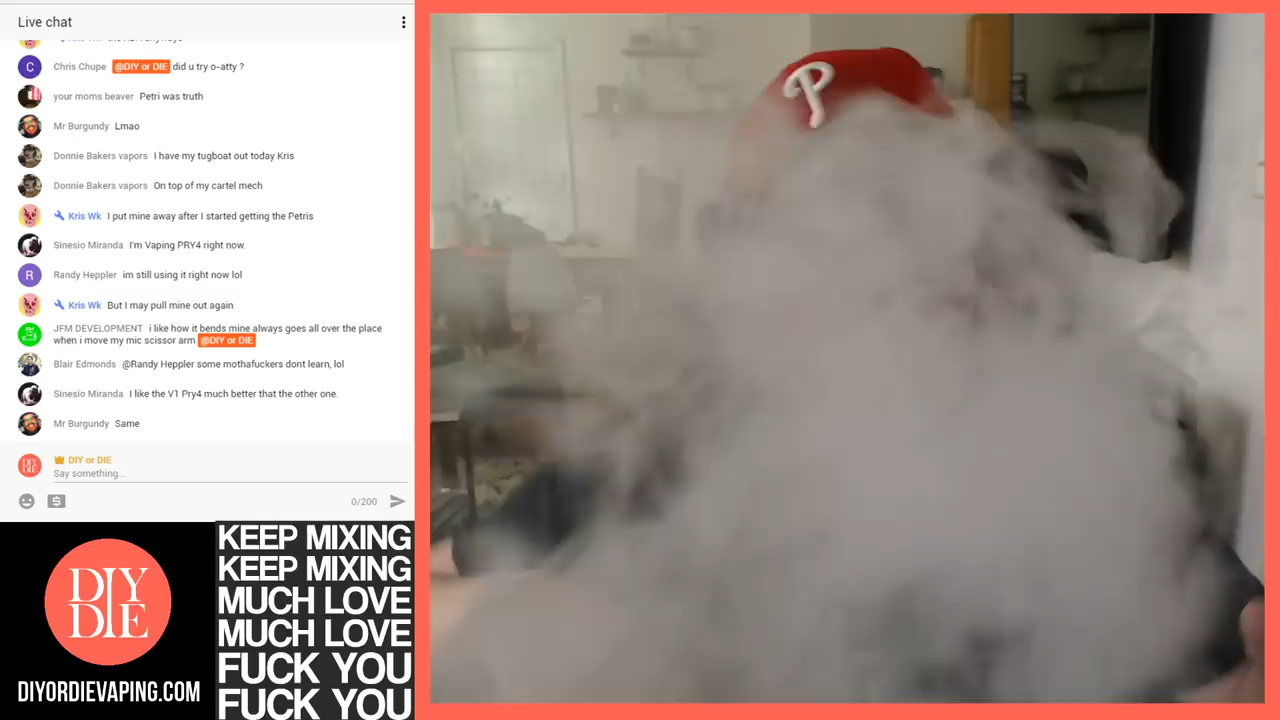 Live chat
Chris Chupe @DIY or DIE did u try o-atty ?
your moms beaver Petri was truth
Mr Burgundy Lmao
Donnie Bakers vapors I have my tugboat out today Kris
Donnie Bakers vapors On top of my cartel mech
Kris Wk I put mine away after I started getting the Petris
Sinesio Miranda I'm Vaping PRY4 right now.
R Randy Heppler im still using it right now lol
Kris Wk But I may pull mine out again
JFM DEVELOPMENT i like how it bends mine always goes all over the place
when i move my mic scissor arm @DIY or DIE
Blair Edmonds @Randy Heppler some mothafuckers dont learn, lol
Sinesio Miranda I like the V1 Pry4 much better that the other one.
Mr Burgundy Same
DIY or DIE
Say something...
0/200
DIY
DIE
DIYORDIEVAPING.COM
KEEP MIXING
KEEP MIXING
MUCH LOVE
MUCH LOVE
FUCK YOU
FUCK YOU
P